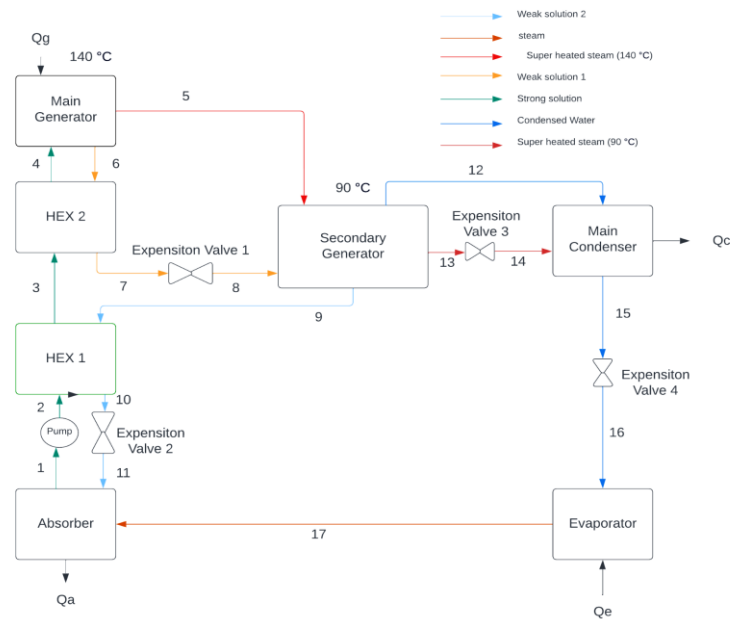 Weak solution 2
steam
Super heated steam (140 °C)
Weak solution 1
Strong solution
Condensed Water
Super heated steam (90 °C)
Qg
140 °C
Main
Generator
5
4
6
HEX 2
12
90 °C
Secondary
Generator
Expensiton
Valve 3
13
14
Main
Condenser
Qc
Expensiton Valve 1
3
7
8
9
15
HEX 1
2
10
Pump
Expensiton
Valve 2
Expensiton
Valve 4
16
1
11
Absorber
17
Evaporator
Qa
Qe